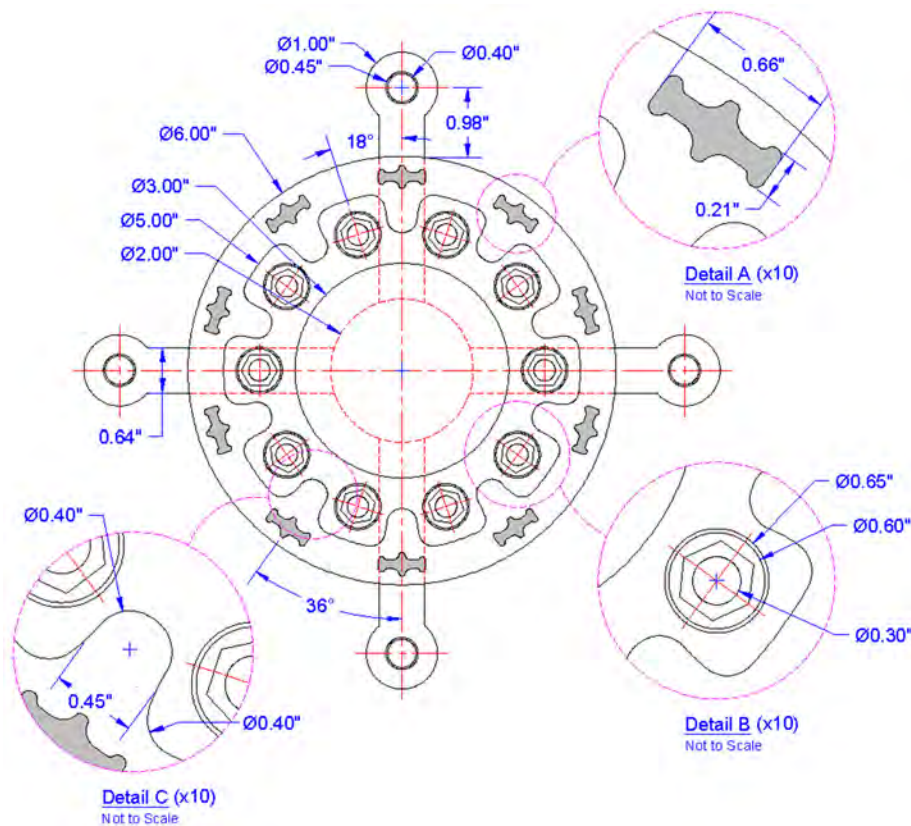 Ø1.00"
Ø0.40"
Ø0.45"
0.66"
0.98"
Ø6.00"
18°
Ø3.00"
Ø5.00"
0.21"
Ø2.00"
Detail A (x10)
Not to Scale
0.64"
Ø0.65"
Ø0.40"
Ø0.60"
36°
Ø0.30"
0.45"
Ø0.40"
Detail B (x10)
Not to Scale
Detail C (x10)
Not to Scale